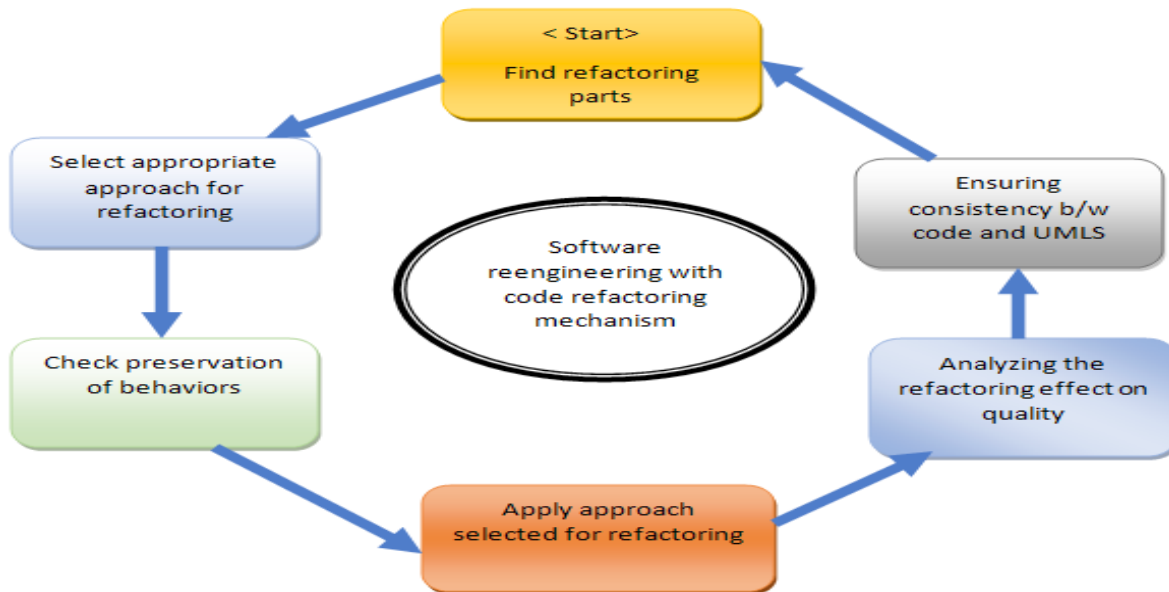 < Start>
Find refactoring
parts
Select appropriate
approach for
refactoring
Check preservation
of behaviors
Apply approach
selected for refactoring
Analyzing the
refactoring effect on
quality
Ensuring
consistency b/w
code and UMLS
Software
reengineering with
code refactoring
mechanism